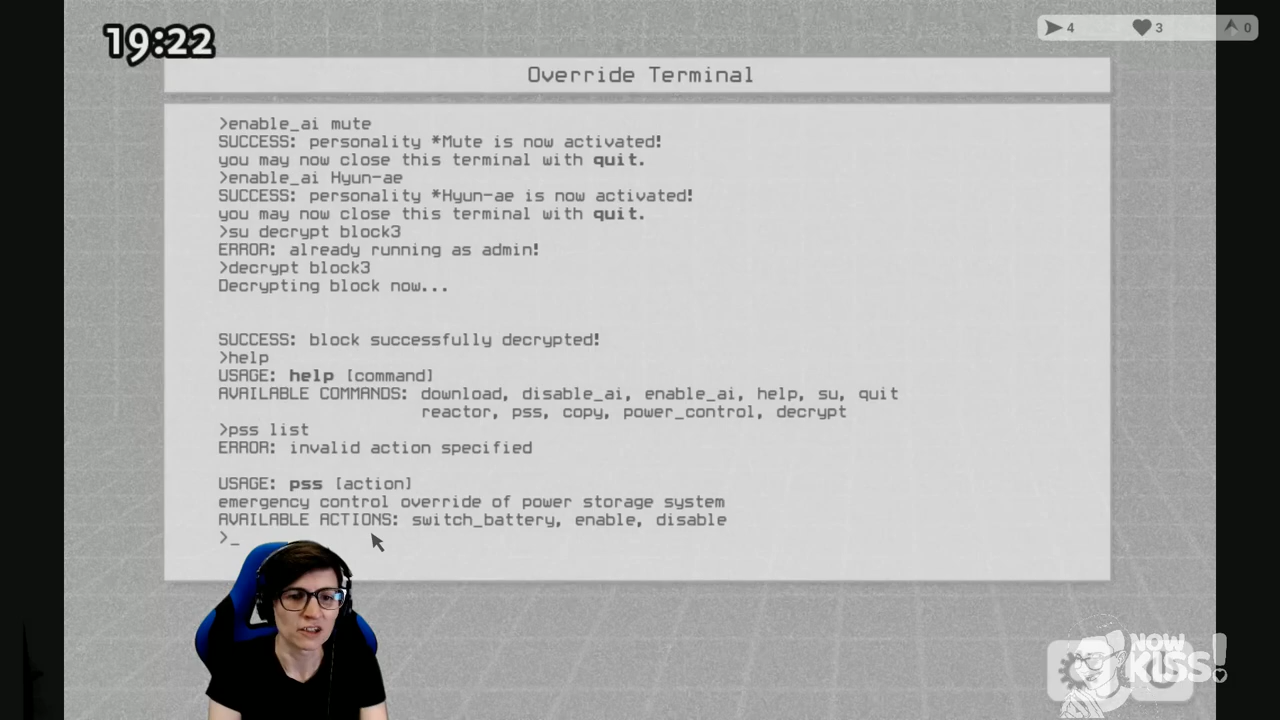 19:22
4 3 0
Override Terminal
>enable_ai mute
SUCCESS: personality *Mute is now activated!
you may now close this terminal with quit.
>enable_ai Hyun-ae
SUCCESS: personality *Hyun-ae is now activated!
you may now close this terminal with quit.
>su decrypt block3
ERROR: already running as admin!
>decrypt block3
Decrypting block now...
SUCCESS: block successfully decrypted!
>help
USAGE: help [command]
AVAILABLE COMMANDS: download, disable_ai, enable_ai, help, su, quit
reactor, pss, copy, power_control, decrypt
>pss list
ERROR: invalid action specified
USAGE: pss [action]
emergency control override of power storage system
AVAILABLE ACTIONS: switch_battery, enable, disable
>_
NOW
KISS!